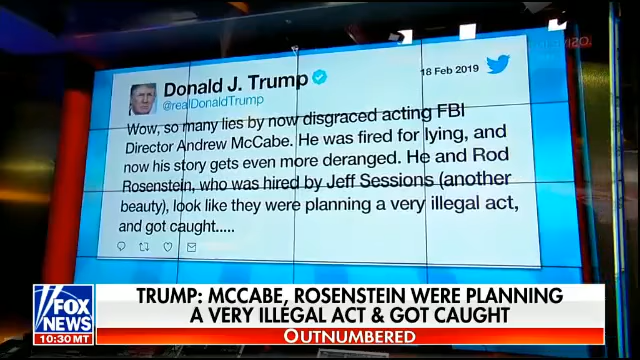 Donald J. Trump
@realDonaldTrump
18 Feb 2019
Wow, so many lies by now disgraced acting FBI
Director Andrew McCabe. He was fired for lying, and
now his story gets even more deranged. He and Rod
Rosenstein, who was hired by Jeff Sessions (another
beauty), look like they were planning a very illegal act,
and got caught.....
FOX
NEWS
10:30 MT
TRUMP: MCCABE, ROSENSTEIN WERE PLANNING
A VERY ILLEGAL ACT & GOT CAUGHT
OUTNUMBERED